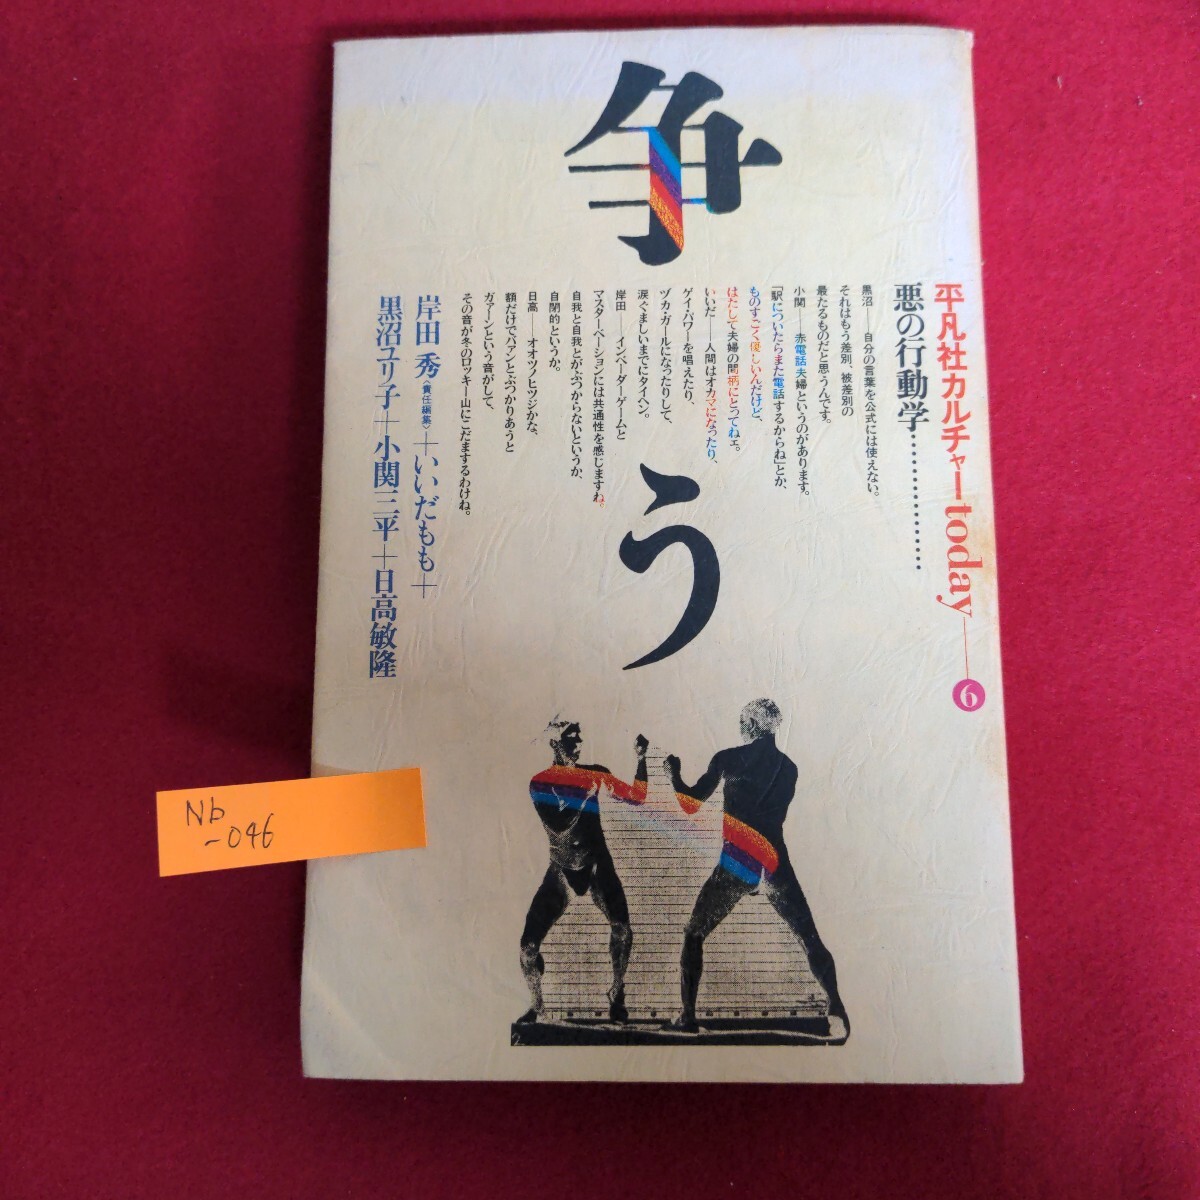 争う
平凡社カルチャーtoday—6
悪の行動学…………………
黒沼——自分の言葉を公式には使えない。
それはもう差別、被差別の
最たるものだと思うんです。
小関——赤電話夫婦というのがあります。
「駅についたらまた電話するからね」とか、
ものすごく優しいんだけど、
はたして夫婦の間柄にとってねェ。
いいだ——人間はオカマになったり、
ゲイ・パワーを唱えたり、
ヅカ・ガールになったりして、
涙ぐましいまでにタイヘン。
岸田——インベーダーゲームと
マスターベーションには共通性を感じますね。
自我と自我とがぶつからないというか、
自閉的というか。
日高——オオツノヒツジかな、
額だけでバァンとぶつかりあうと
ガァーンという音がして、
その音が冬のロッキー山にこだまするわけね。
岸田 秀〈責任編集〉+いいだもも+
黒沼ユリ子+小関三平+日高敏隆
Nb
-046